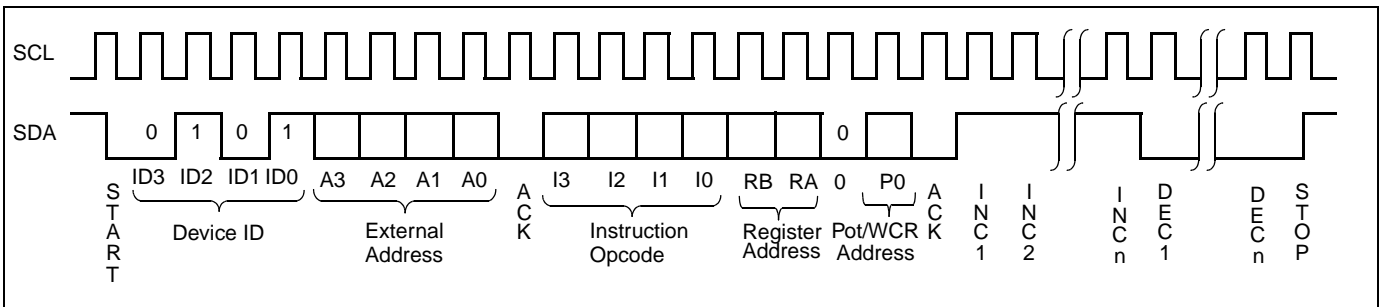 SCL
SDA
0 1 0 1 0
ID3 ID2 ID1 ID0 A3 A2 A1 A0 I3 I2 I1 I0 RB RA 0 P0
START
Device ID
External
Address
ACK
Instruction
Opcode
Register
Address
Pot/WCR
Address
ACK
INC1
INC2
INCn
DEC1
DECn
STOP